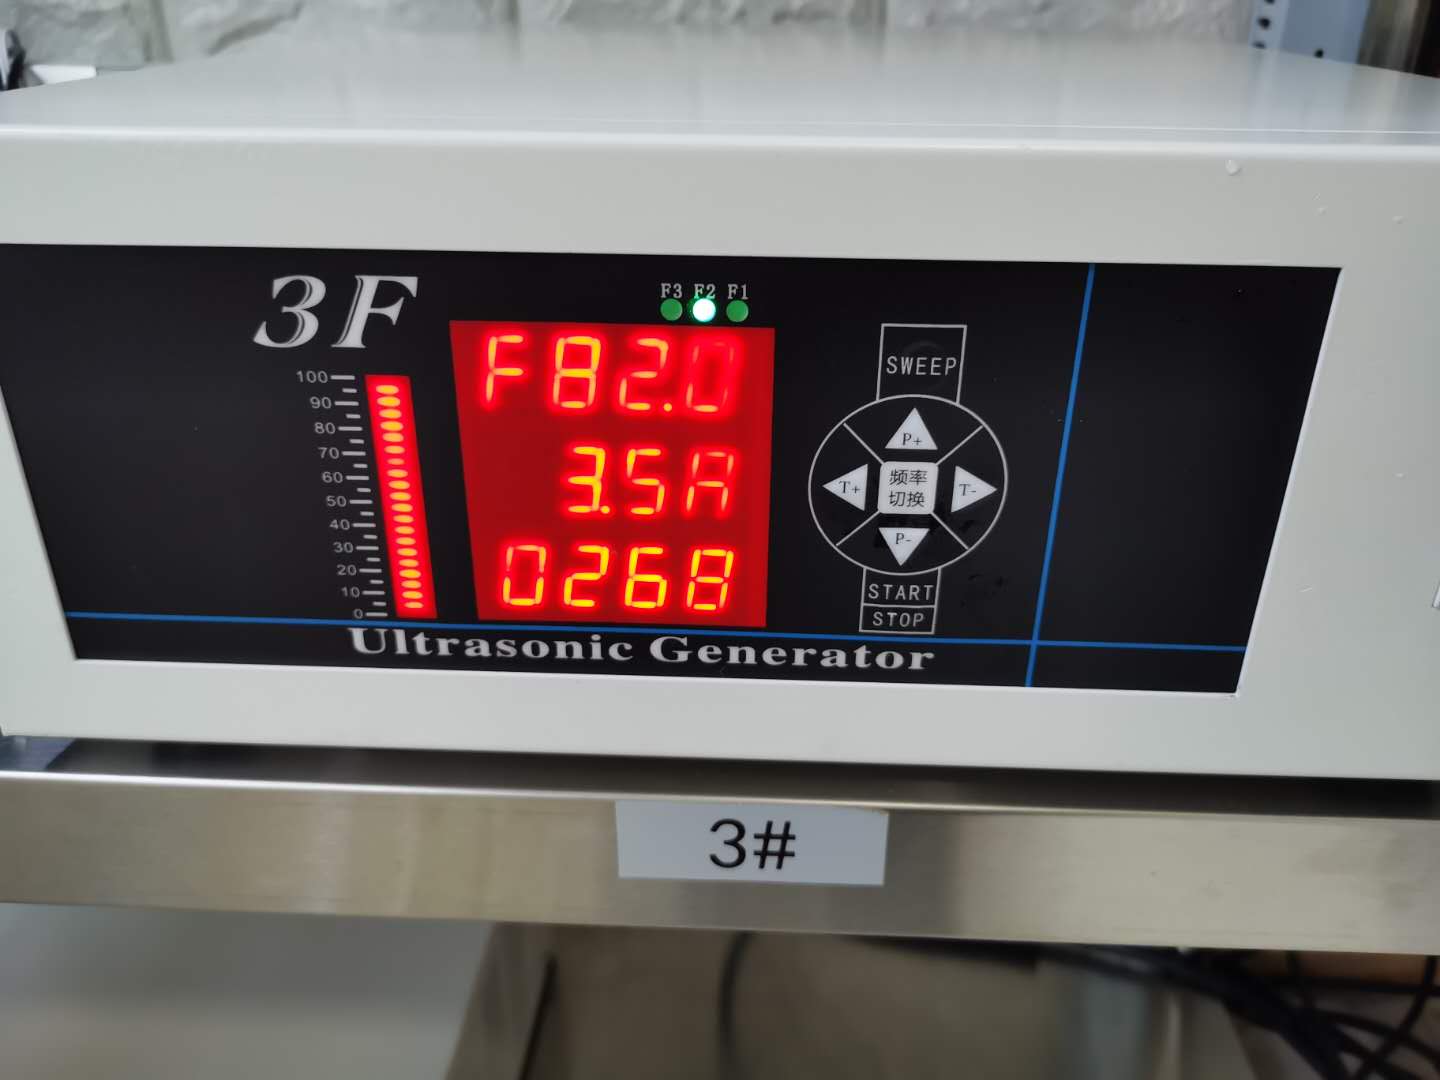 3F
F3 F2 F1
100
90
80
70
60
50
40
30
20
10
0
F82.0
3.5A
0268
SWEEP
P+
T+
频率
切换
T-
P-
START
STOP
Ultrasonic Generator
3#